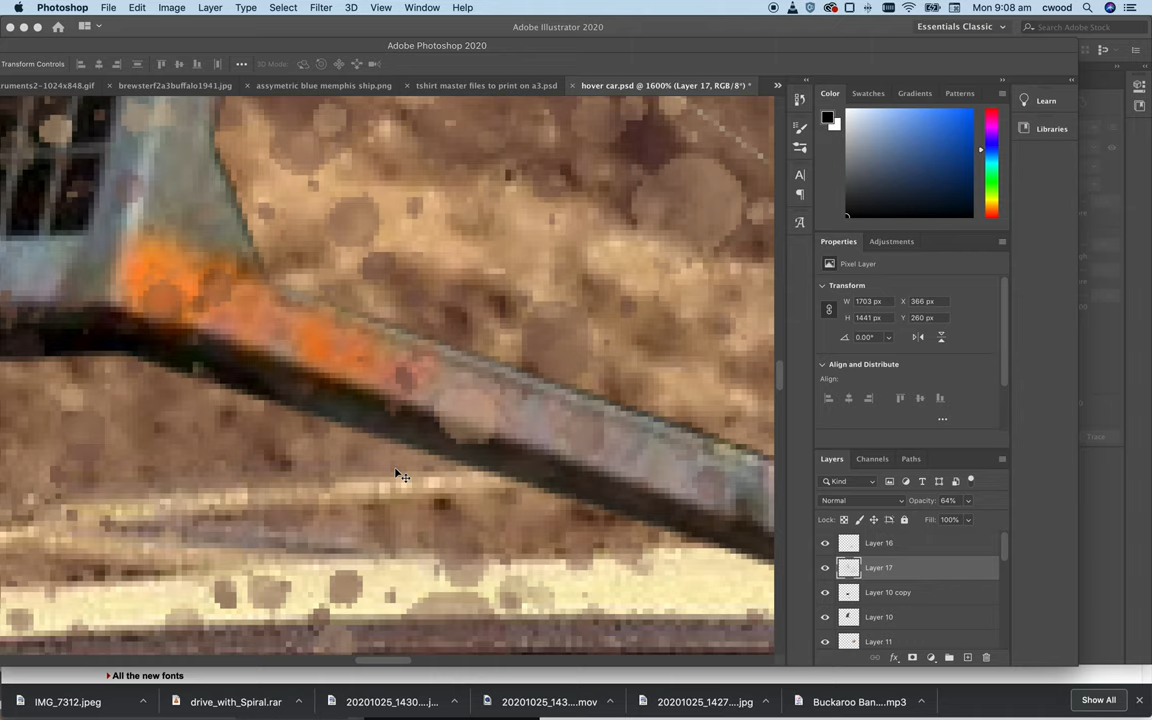 Photoshop File Edit Image Layer Type Select Filter 3D View Window Help Mon 9:08 am cwood
Adobe Illustrator 2020 Essentials Classic Search Adobe Stock
Adobe Photoshop 2020
Transform Controls 3D Mode:
ruments2-1024x848.gif brewsterf2a3buffalo1941.jpg assymetric blue memphis ship.png tshirt master files to print on a3.psd hover car.psd @ 1600% (Layer 17, RGB/8*) *
Color Swatches Gradients Patterns
Learn
Libraries
Properties Adjustments
Pixel Layer
Transform
W 1703 px X 366 px
H 1441 px Y 260 px
0.00°
Align and Distribute
Align:
Trace
Layers Channels Paths
Kind
Normal Opacity: 64%
Lock: Fill: 100%
Layer 16
Layer 17
Layer 10 copy
Layer 10
Layer 11
fx
All the new fonts
IMG_7312.jpeg drive_with_Spiral.rar 20201025_1430....j... 20201025_143....mov 20201025_1427....jpg Buckaroo Ban....mp3 Show All